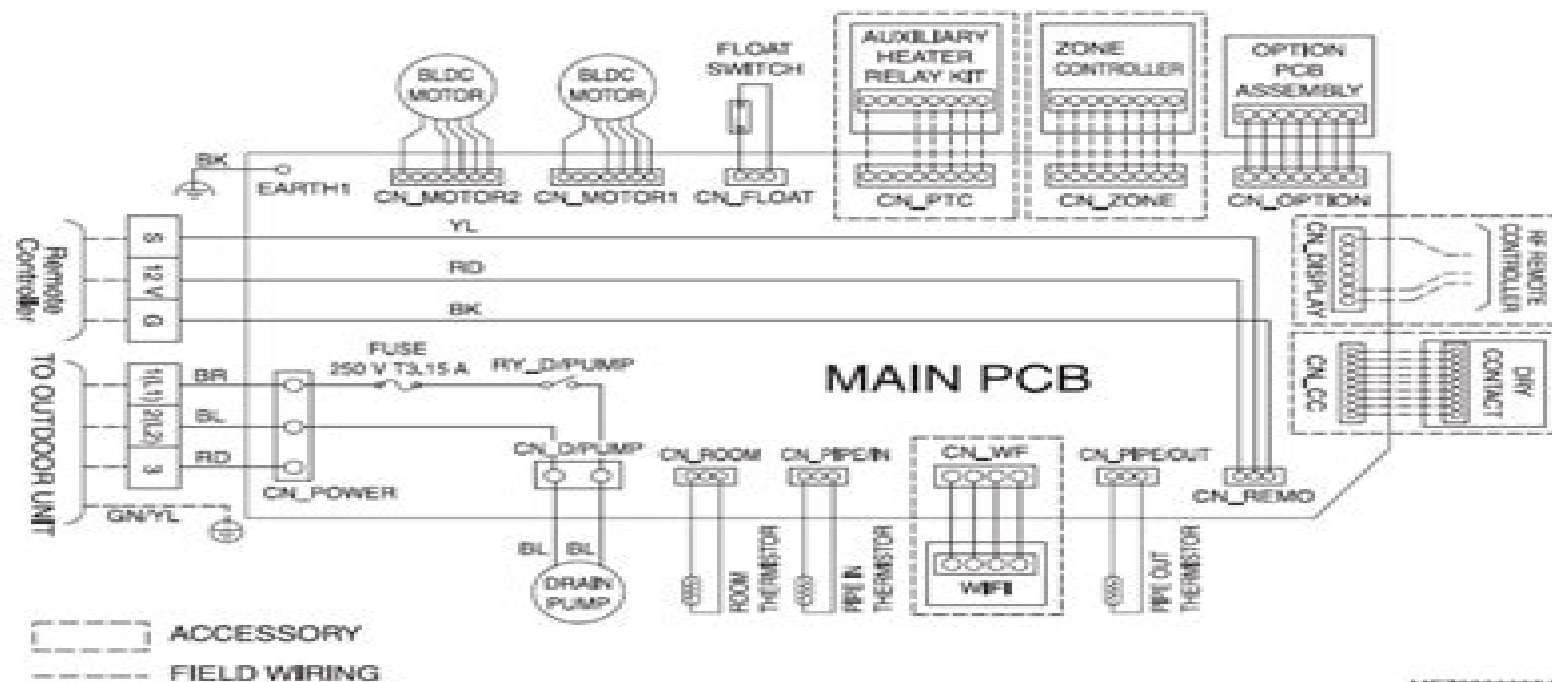 BLDC
MOTOR
BLDC
MOTOR
FLOAT
SWITCH
AUXILIARY
HEATER
RELAY KIT
ZONE
CONTROLLER
OPTION
PCB
ASSEMBLY
BK
EARTH1
CN_MOTOR2
CN_MOTOR1
CN_FLOAT
CN_PTC
CN_ZONE
CN_OPTION
Remote
Controller
S
12 V
G
YL
RD
BK
CN_DISPLAY
RF REMOTE
CONTROLLER
TO OUTDOOR UNIT
1(L1)
2(L2)
3
BR
BL
RD
GN/YL
CN_POWER
FUSE
250 V T3.15 A
RY_D/PUMP
MAIN PCB
CN_CC
DRY
CONTACT
CN_D/PUMP
CN_ROOM
CN_PIPE/IN
CN_WF
CN_PIPE/OUT
CN_REMO
BL
BL
DRAIN
PUMP
ROOM
THERMISTOR
PIPE IN
THERMISTOR
WIFI
PIPE OUT
THERMISTOR
ACCESSORY
FIELD WIRING